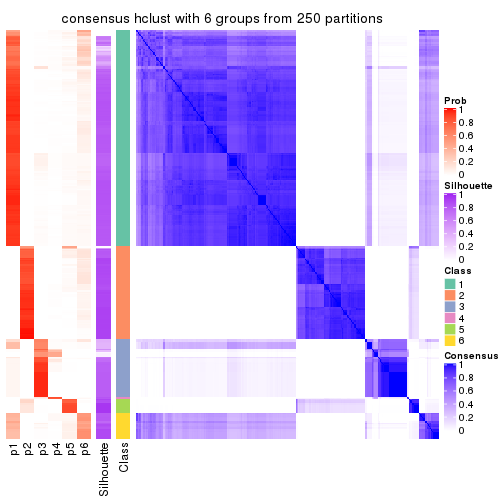 consensus hclust with 6 groups from 250 partitions
Prob
1
0.8
0.6
0.4
0.2
0
Silhouette
1
0.8
0.6
0.4
0.2
0
Class
1
2
3
4
5
6
Consensus
1
0.8
0.6
0.4
0.2
0
p1
p2
p3
p4
p5
p6
Silhouette
Class